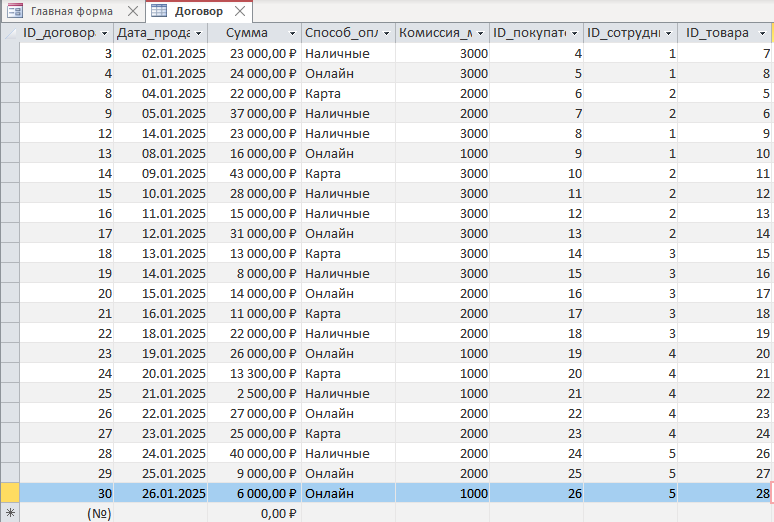 Главная форма Договор
ID_договора Дата_прода Сумма Способ_опл Комиссия_м ID_покупате ID_сотрудни ID_товара
3 02.01.2025 23 000,00 ₽ Наличные 3000 4 1 7
4 01.01.2025 24 000,00 ₽ Онлайн 3000 5 1 8
8 04.01.2025 22 000,00 ₽ Карта 2000 6 2 5
9 05.01.2025 37 000,00 ₽ Наличные 2000 7 2 6
12 14.01.2025 23 000,00 ₽ Наличные 3000 8 1 9
13 08.01.2025 16 000,00 ₽ Онлайн 1000 9 1 10
14 09.01.2025 43 000,00 ₽ Карта 3000 10 2 11
15 10.01.2025 28 000,00 ₽ Наличные 3000 11 2 12
16 11.01.2025 15 000,00 ₽ Наличные 3000 12 2 13
17 12.01.2025 31 000,00 ₽ Онлайн 3000 13 2 14
18 13.01.2025 13 000,00 ₽ Карта 3000 14 3 15
19 14.01.2025 8 000,00 ₽ Наличные 3000 15 3 16
20 15.01.2025 14 000,00 ₽ Онлайн 2000 16 3 17
21 16.01.2025 11 000,00 ₽ Карта 2000 17 3 18
22 18.01.2025 22 000,00 ₽ Наличные 2000 18 3 19
23 19.01.2025 26 000,00 ₽ Онлайн 1000 19 4 20
24 20.01.2025 13 300,00 ₽ Карта 1000 20 4 21
25 21.01.2025 2 500,00 ₽ Наличные 1000 21 4 22
26 22.01.2025 27 000,00 ₽ Онлайн 2000 22 4 23
27 23.01.2025 25 000,00 ₽ Карта 2000 23 4 24
28 24.01.2025 40 000,00 ₽ Наличные 2000 24 5 26
29 25.01.2025 9 000,00 ₽ Онлайн 2000 25 5 27
30 26.01.2025 6 000,00 ₽ Онлайн 1000 26 5 28
(№) 0,00 ₽